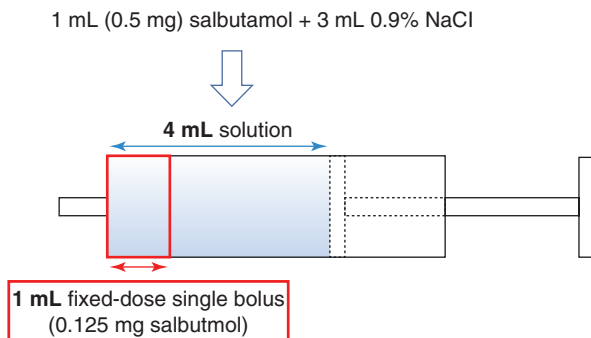 1 mL (0.5 mg) salbutamol + 3 mL 0.9% NaCl
4 mL solution
1 mL fixed-dose single bolus
(0.125 mg salbutmol)